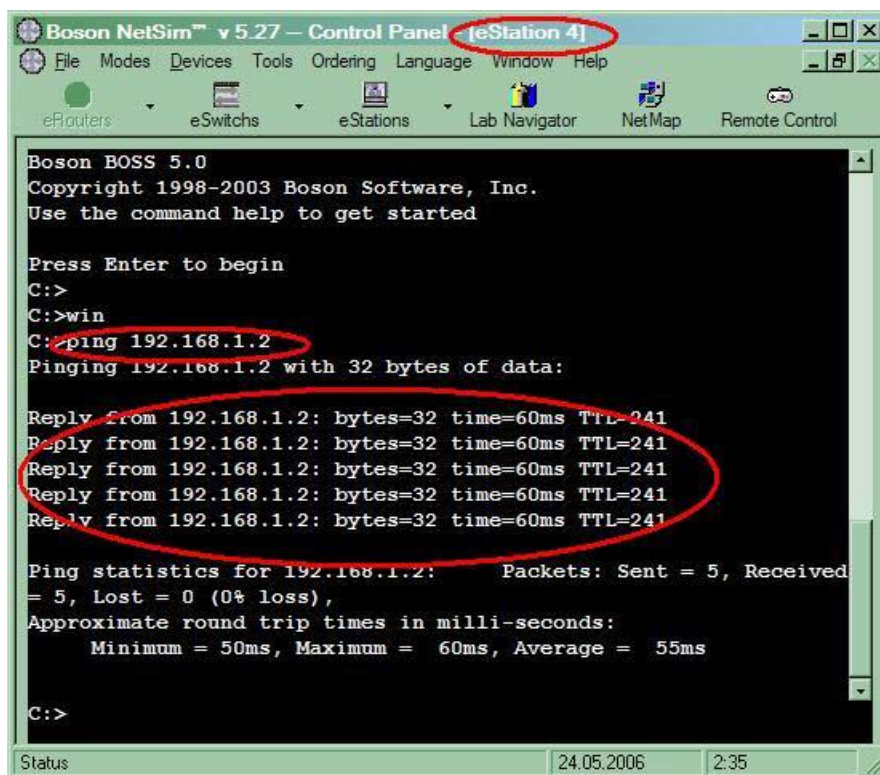 Boson NetSim™ v 5.27 – Control Panel - [eStation 4]
File Modes Devices Tools Ordering Language Window Help
eRouters eSwitchs eStations Lab Navigator NetMap Remote Control
Boson BOSS 5.0
Copyright 1998-2003 Boson Software, Inc.
Use the command help to get started
Press Enter to begin
C:>
C:>win
C:>ping 192.168.1.2
Pinging 192.168.1.2 with 32 bytes of data:
Reply from 192.168.1.2: bytes=32 time=60ms TTL=241
Reply from 192.168.1.2: bytes=32 time=60ms TTL=241
Reply from 192.168.1.2: bytes=32 time=60ms TTL=241
Reply from 192.168.1.2: bytes=32 time=60ms TTL=241
Reply from 192.168.1.2: bytes=32 time=60ms TTL=241
Ping statistics for 192.168.1.2: Packets: Sent = 5, Received
= 5, Lost = 0 (0% loss),
Approximate round trip times in milli-seconds:
Minimum = 50ms, Maximum = 60ms, Average = 55ms
C:>
Status 24.05.2006 2:35